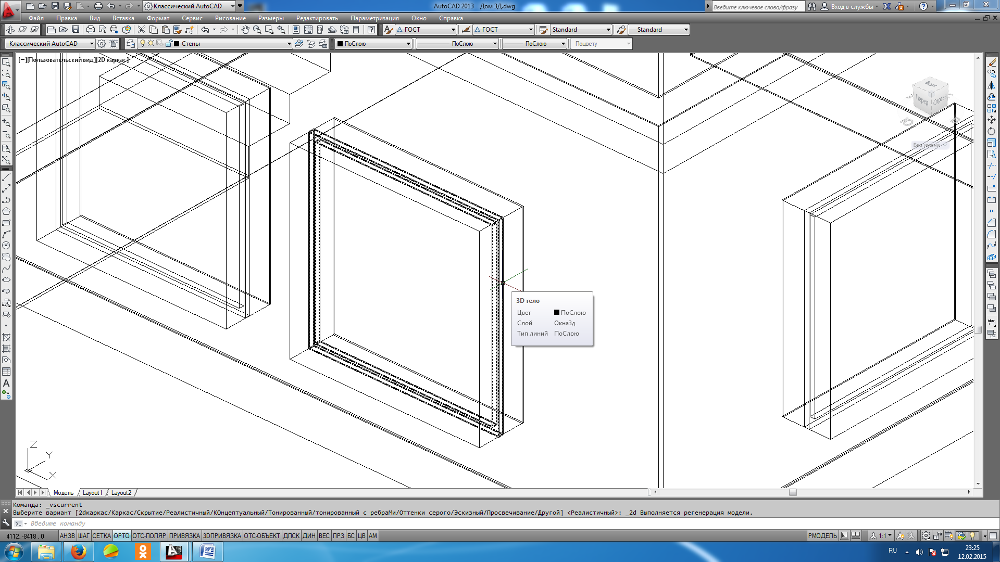 Классический AutoCAD
AutoCAD 2013 Дом 3Д.dwg
Введите ключевое слово/фразу
Вход в службы
Файл Правка Вид Вставка Формат Сервис Рисование Размеры Редактировать Параметризация Окно Справка
ГОСТ ГОСТ Standard Standard
Классический AutoCAD Стены ПоСлою ПоСлою ПоСлою Поцвету
[−][Пользовательский вид][2D каркас]
Верх
Перед Справа
Ю В
Без имени
3D тело
Цвет ПоСлою
Слой Окна3д
Тип линий ПоСлою
Z
Y
X
Модель Layout1 Layout2
Команда: _vscurrent
Выберите вариант [2dкаркас/Каркас/Скрытие/Реалистичный/КОнцептуальный/Тонированный/тонированный с ребраМи/Оттенки серого/Эскизный/Просвечивание/Другой] <Реалистичный>: _2d Выполняется регенерация модели.
Введите команду
4112, -8418 , 0 АНЗВ ШАГ СЕТКА ОРТО ОТС-ПОЛЯР ПРИВЯЗКА 3DПРИВЯЗКА ОТС-ОБЪЕКТ ДПСК ДИН ВЕС ПРЗ БС ЦВ АМ РМОДЕЛЬ 1:1
RU
23:25
12.02.2015